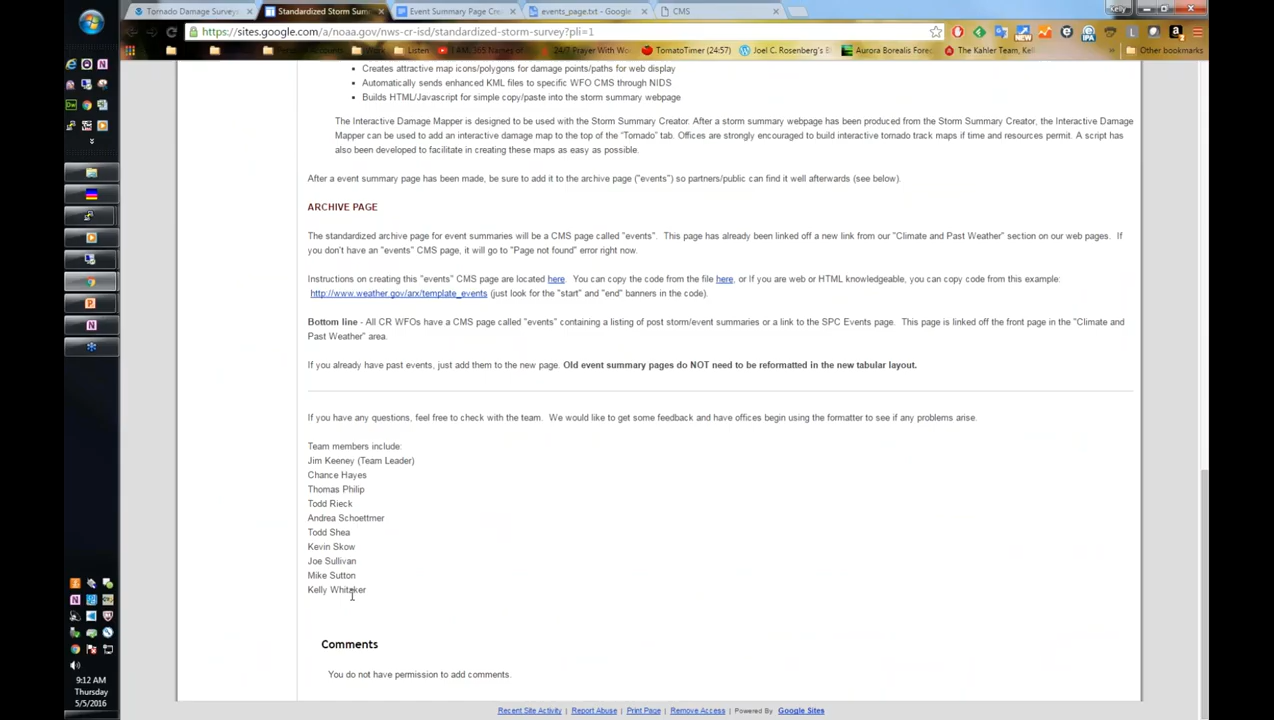 Kelly
Tornado Damage Survey:
Standardized Storm Sum
Event Summary Page Cre
events_page.txt - Google
CMS
https://sites.google.com/a/noaa.gov/nws-cr-isd/standardized-storm-survey?pli=1
Work
Listen
I AM: 365 Names of
24/7 Prayer With Wo
TomatoTimer (24:57)
Joel C. Rosenberg's
Aurora Borealis Forec
The Kahler Team, Kel
Other bookmarks
• Creates attractive map icons/polygons for damage points/paths for web display
• Automatically sends enhanced KML files to specific WFO CMS through NIDS
• Builds HTML/Javascript for simple copy/paste into the storm summary webpage
The Interactive Damage Mapper is designed to be used with the Storm Summary Creator. After a storm summary webpage has been produced from the Storm Summary Creator, the Interactive Damage
Mapper can be used to add an interactive damage map to the top of the "Tornado" tab. Offices are strongly encouraged to build interactive tornado track maps if time and resources permit. A script has
also been developed to facilitate in creating these maps as easy as possible.
After a event summary page has been made, be sure to add it to the archive page ("events") so partners/public can find it well afterwards (see below).
ARCHIVE PAGE
The standardized archive page for event summaries will be a CMS page called "events". This page has already been linked off a new link from our "Climate and Past Weather" section on our web pages. If
you don't have an "events" CMS page, it will go to "Page not found" error right now.
Instructions on creating this "events" CMS page are located here. You can copy the code from the file here, or If you are web or HTML knowledgeable, you can copy code from this example:
http://www.weather.gov/arx/template_events (just look for the "start" and "end" banners in the code).
Bottom line - All CR WFOs have a CMS page called "events" containing a listing of post storm/event summaries or a link to the SPC Events page. This page is linked off the front page in the "Climate and
Past Weather" area.
If you already have past events, just add them to the new page. Old event summary pages do NOT need to be reformatted in the new tabular layout.
If you have any questions, feel free to check with the team. We would like to get some feedback and have offices begin using the formatter to see if any problems arise.
Team members include:
Jim Keeney (Team Leader)
Chance Hayes
Thomas Philip
Todd Rieck
Andrea Schoettmer
Todd Shea
Kevin Skow
Joe Sullivan
Mike Sutton
Kelly Whitaker
Comments
You do not have permission to add comments.
Recent Site Activity | Report Abuse | Print Page | Remove Access | Powered By Google Sites
9:12 AM
Thursday
5/5/2016